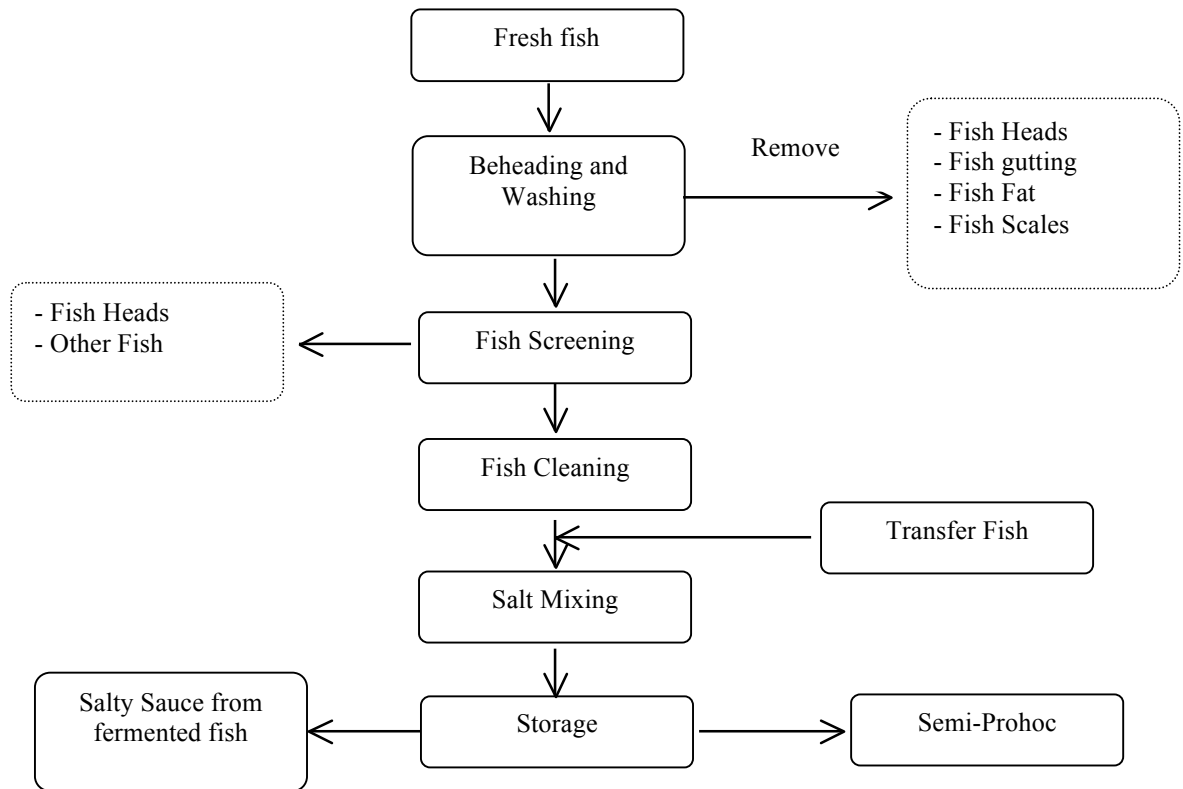 Fresh fish
Beheading and
Washing
Remove
- Fish Heads
- Fish gutting
- Fish Fat
- Fish Scales
- Fish Heads
- Other Fish
Fish Screening
Fish Cleaning
Transfer Fish
Salt Mixing
Salty Sauce from
fermented fish
Storage
Semi-Prohoc